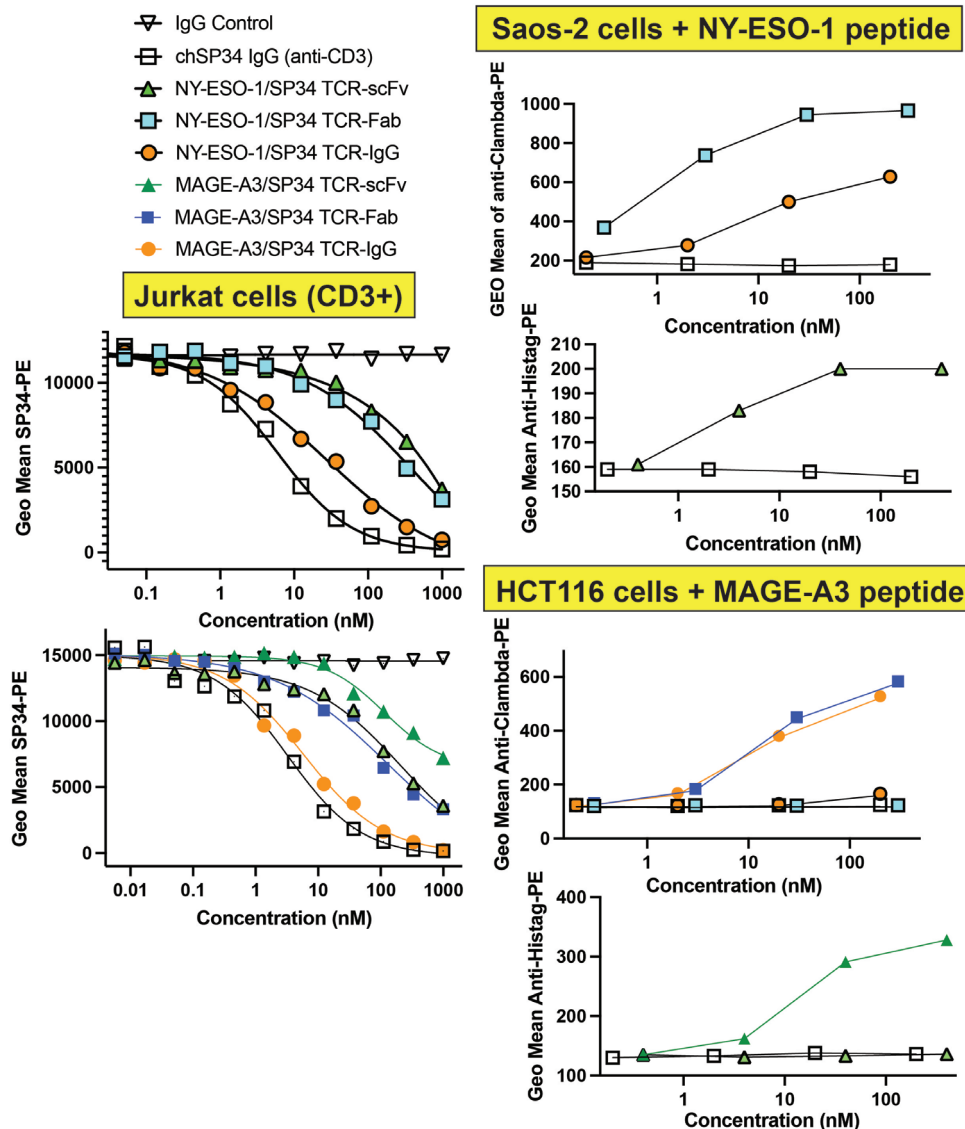 IgG Control
chSP34 IgG (anti-CD3)
NY-ESO-1/SP34 TCR-scFv
NY-ESO-1/SP34 TCR-Fab
NY-ESO-1/SP34 TCR-IgG
MAGE-A3/SP34 TCR-scFv
MAGE-A3/SP34 TCR-Fab
MAGE-A3/SP34 TCR-IgG
Jurkat cells (CD3+)
Geo Mean SP34-PE
10000
5000
0
0.1 1 10 100 1000
Concentration (nM)
Geo Mean SP34-PE
15000
10000
5000
0
0.01 0.1 1 10 100 1000
Concentration (nM)
Saos-2 cells + NY-ESO-1 peptide
GEO Mean of anti-Clambda-PE
1000
800
600
400
200
1 10 100
Concentration (nM)
Geo Mean Anti-Histag-PE
210
200
190
180
170
160
150
1 10 100
Concentration (nM)
HCT116 cells + MAGE-A3 peptide
Geo Mean Anti-Clambda-PE
600
400
200
0
1 10 100
Concentration (nM)
Geo Mean Anti-Histag-PE
400
300
200
100
1 10 100
Concentration (nM)